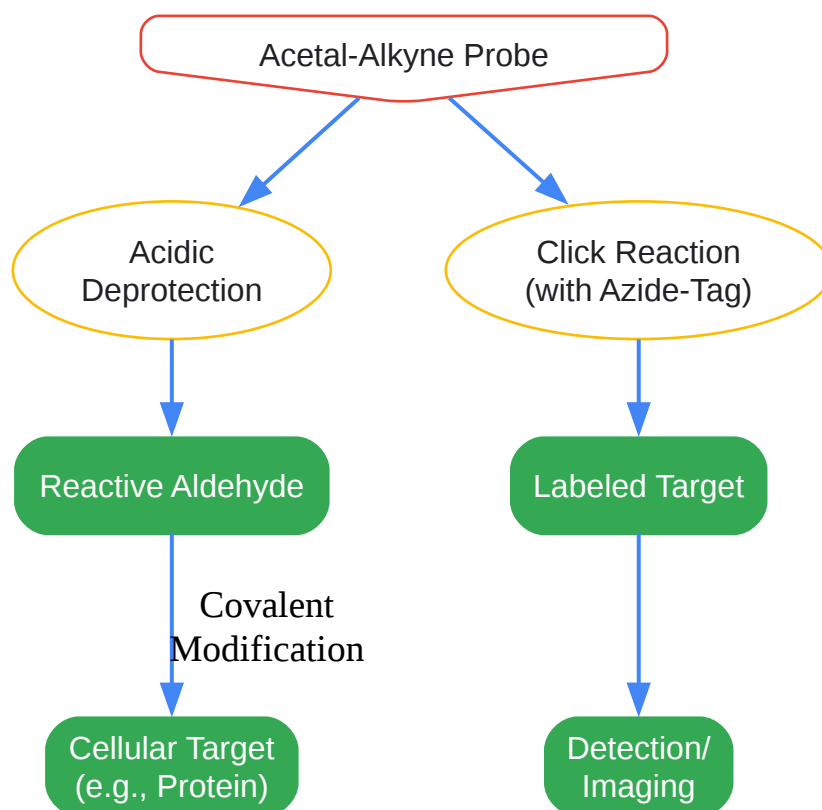 Acetal-Alkyne Probe
Acidic
Deprotection
Click Reaction
(with Azide-Tag)
Reactive Aldehyde
Labeled Target
Covalent
Modification
Cellular Target
(e.g., Protein)
Detection/
Imaging